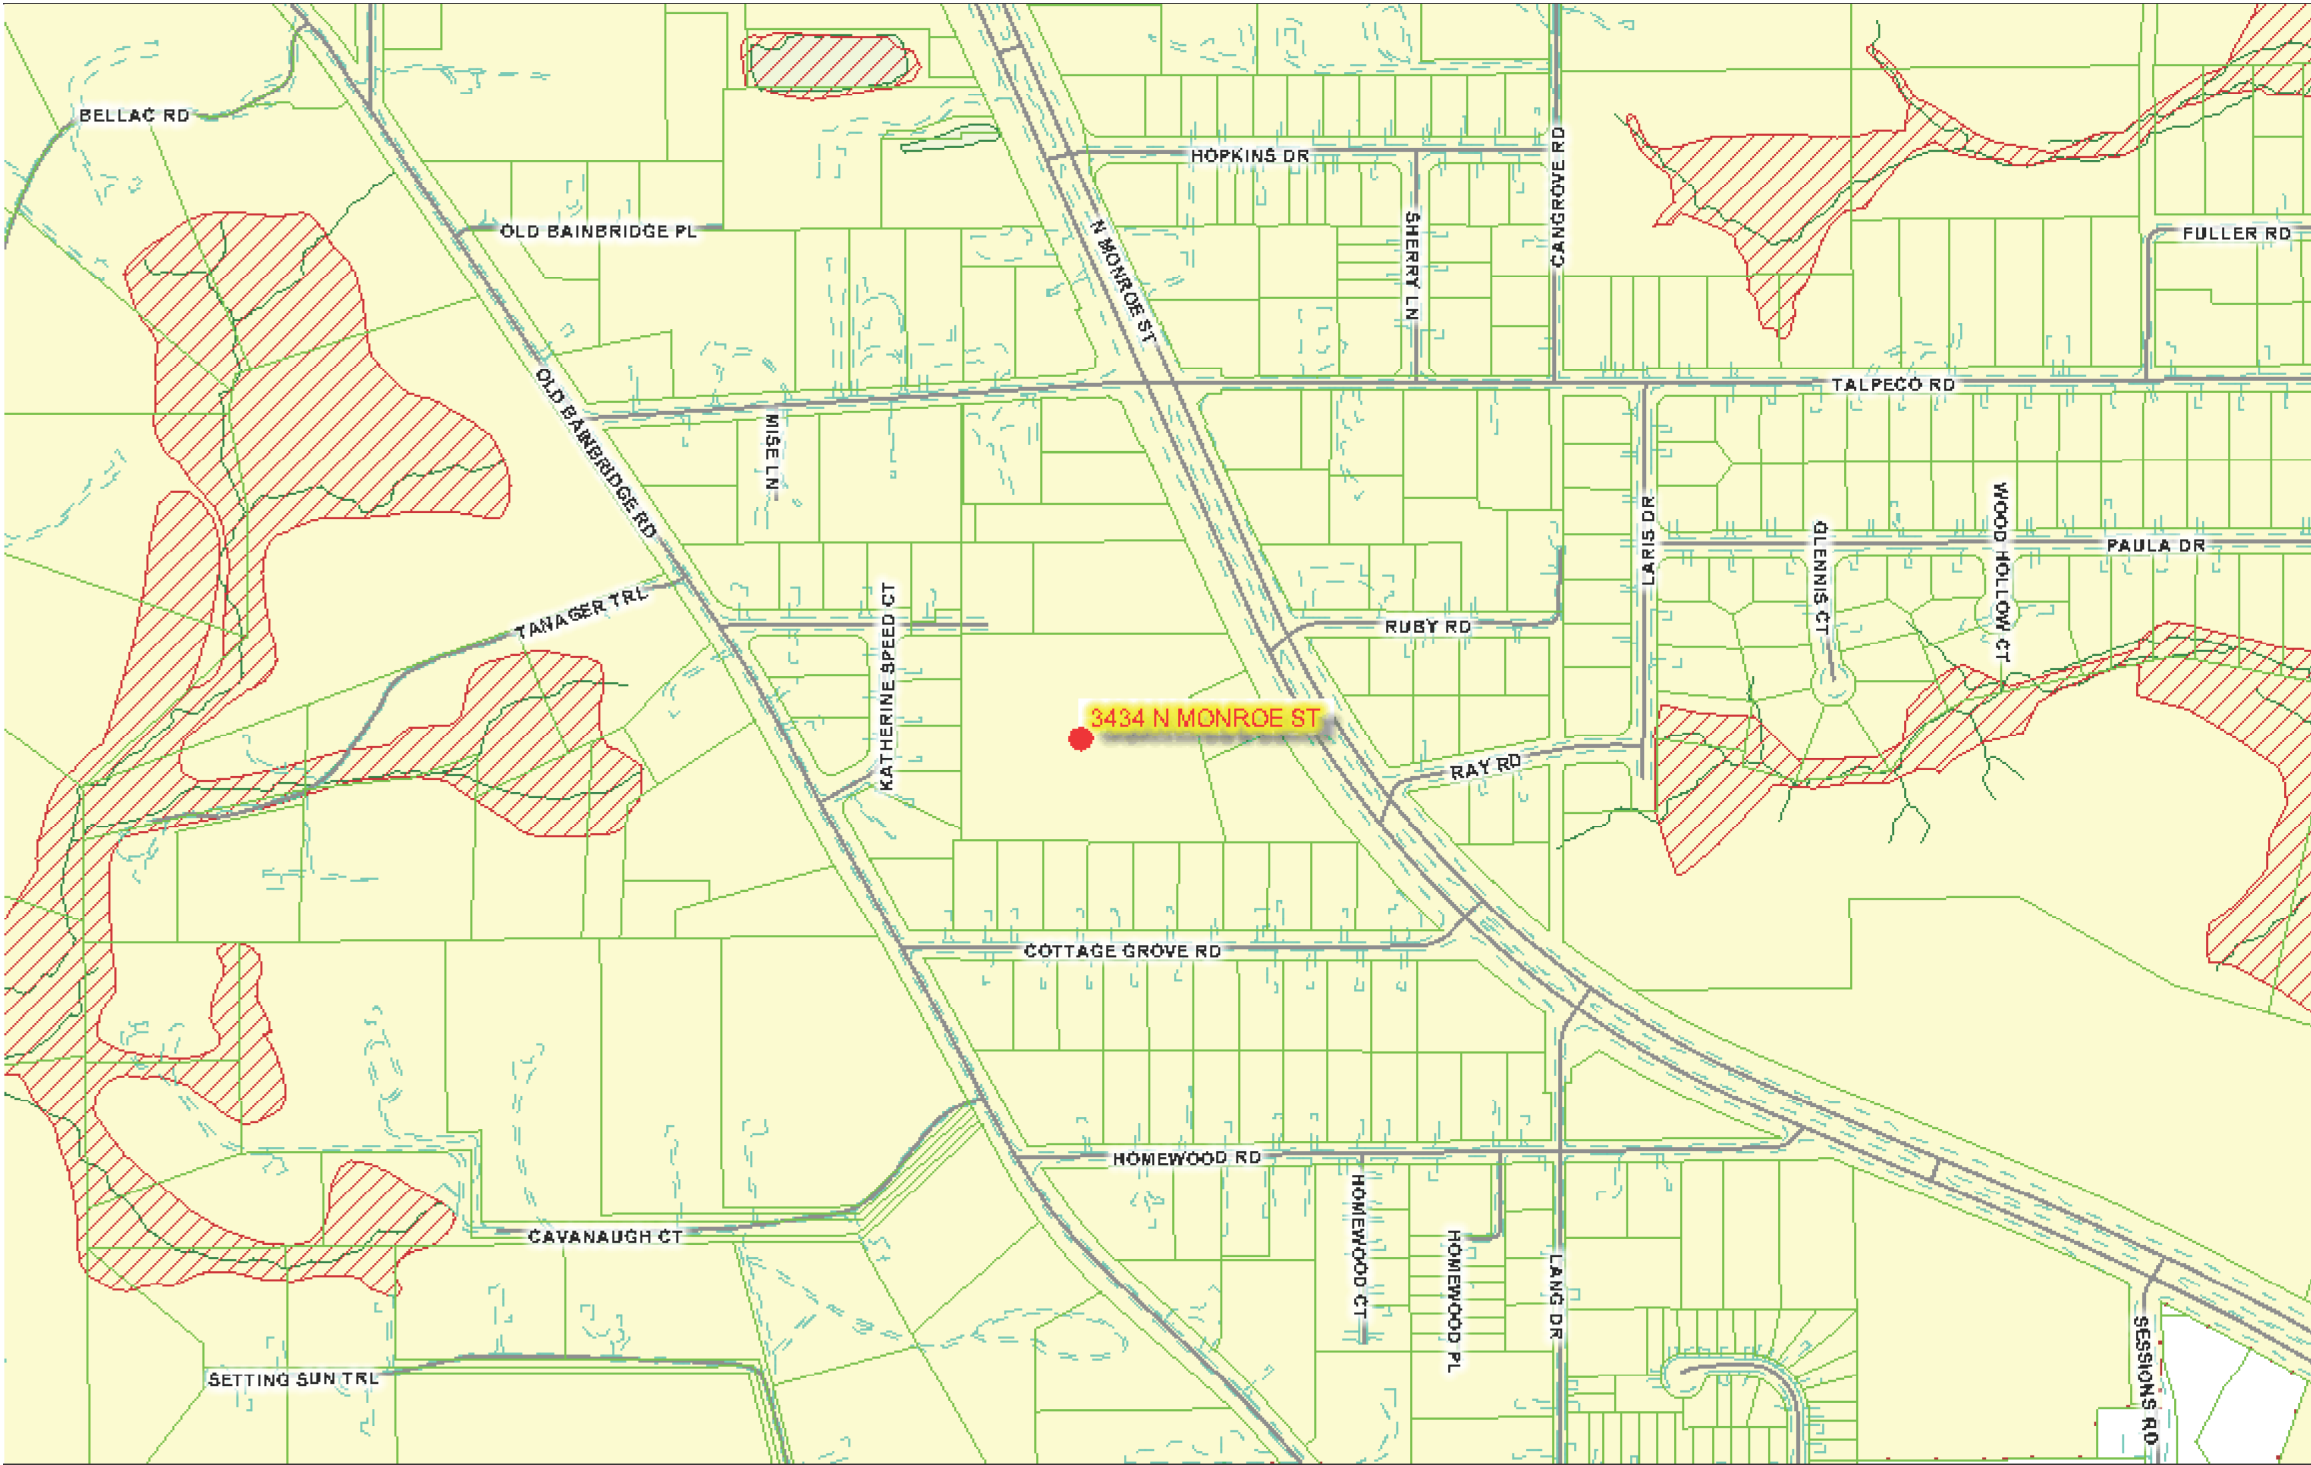 BELLAC RD
HOPKINS DR
CANGROVE RD
OLD BAINBRIDGE PL
N MONROE ST
SHERRY LN
FULLER RD
TALPECO RD
OLD BAINBRIDGE RD
MISE LN
LARIS DR
GLENNIS CT
WOOD HOLLOW CT
PAULA DR
TANAGER TRL
KATHERINE SPEED CT
RUBY RD
3434 N MONROE ST
RAY RD
COTTAGE GROVE RD
HOMEWOOD RD
CAVANAUGH CT
HOMEWOOD CT
HOMEWOOD PL
LANG DR
SESSIONS RD
SETTING SUN TRL